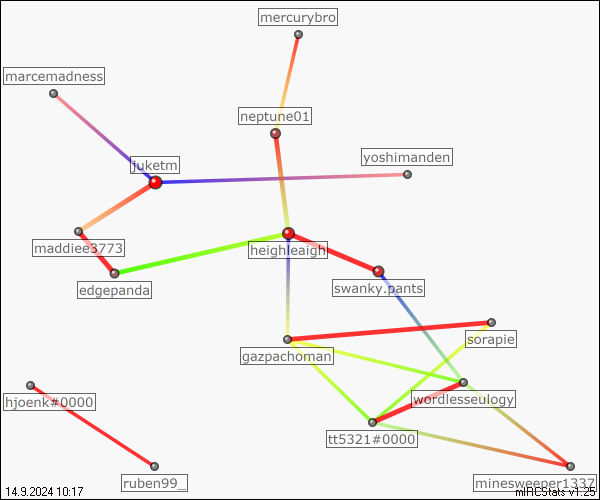 mercurybro
marcemadness
neptune01
yoshimanden
juketm
maddiee3773
heighleaigh
edgepanda
swanky.pants
sorapie
gazpachoman
hjoenk#0000
wordlesseulogy
tt5321#0000
ruben99_
minesweeper1337
14.9.2024 10:17
mIRCStats v1.25